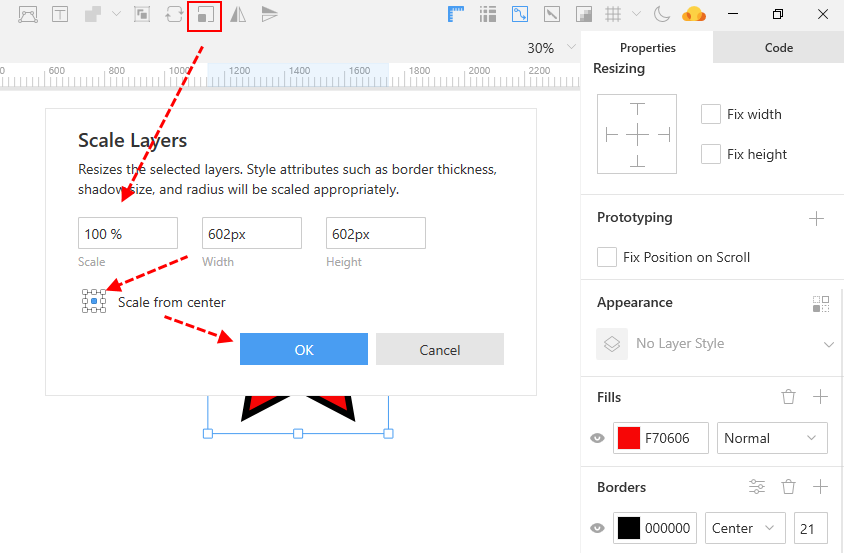 30%
Properties
Code
600
800
1000
1200
1400
1600
1800
2000
2200
Resizing
Fix width
Fix height
Scale Layers
Resizes the selected layers. Style attributes such as border thickness,
shadow size, and radius will be scaled appropriately.
100 %
602px
602px
Scale
Width
Height
Scale from center
OK
Cancel
Prototyping
Fix Position on Scroll
Appearance
No Layer Style
Fills
F70606
Normal
Borders
000000
Center
21